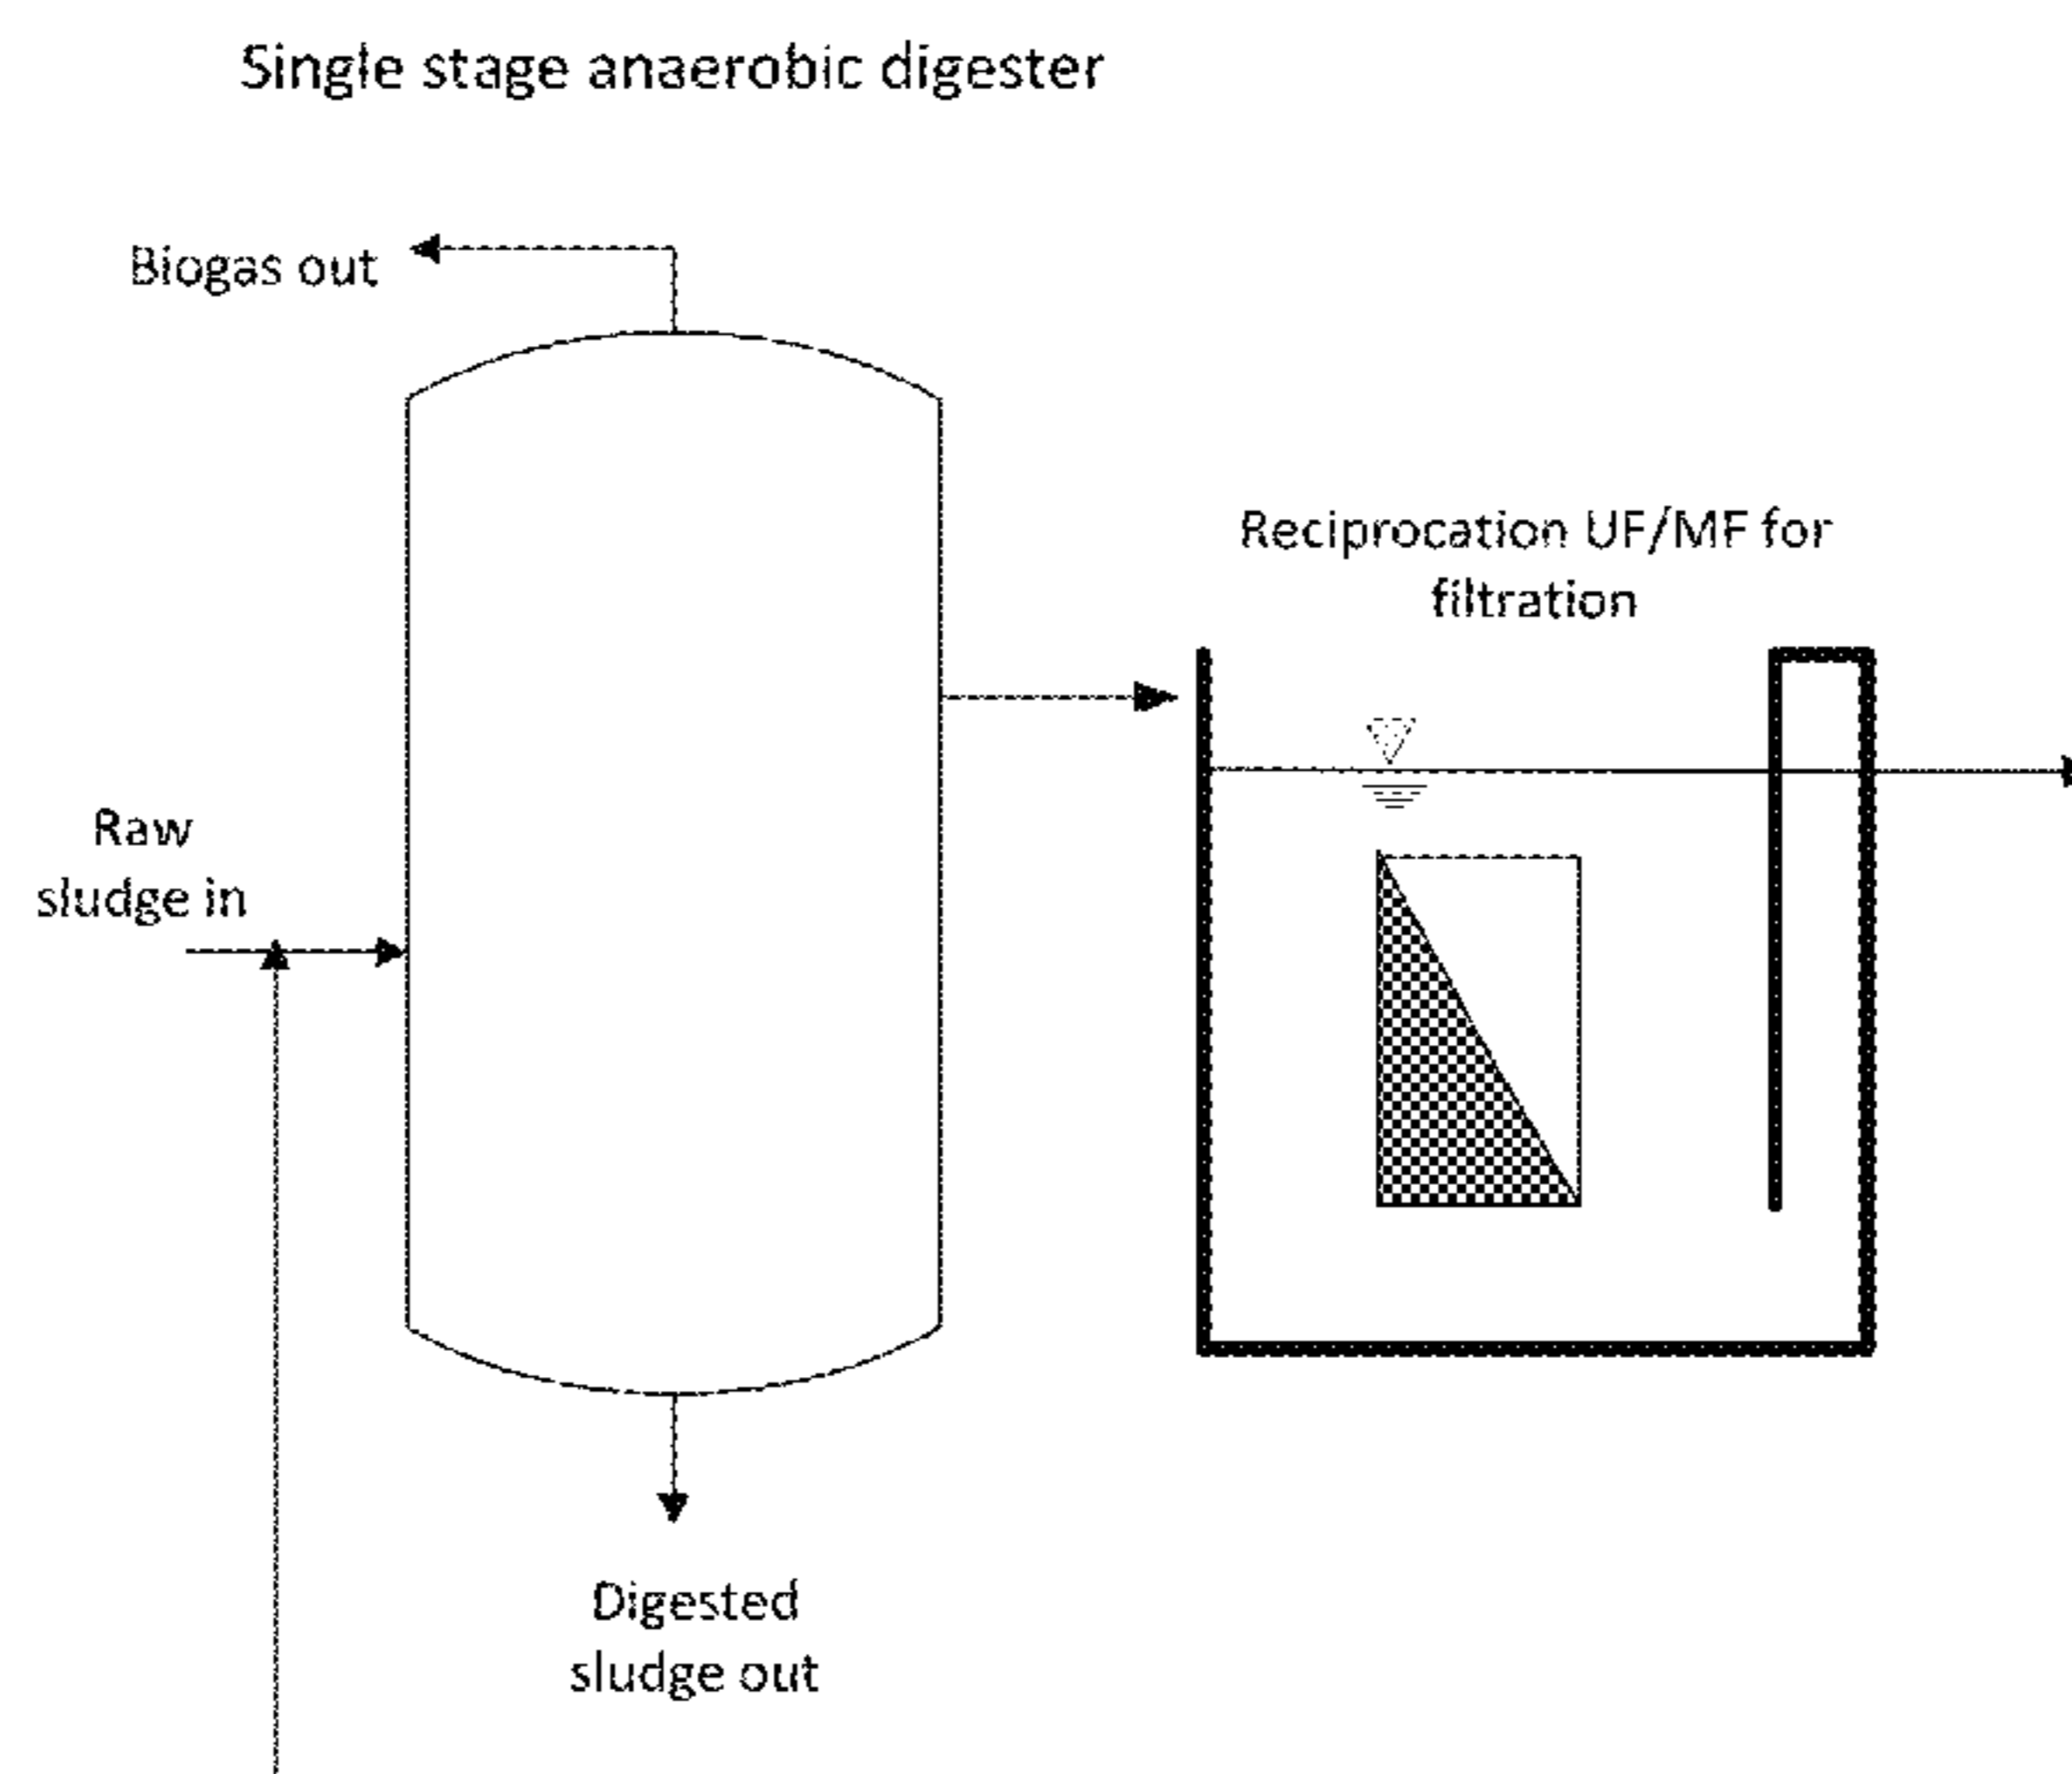 Single stage anaerobic digester
Biogas out
Reciprocation UF/MF for
filtration
Raw
sludge in
Digested
sludge out